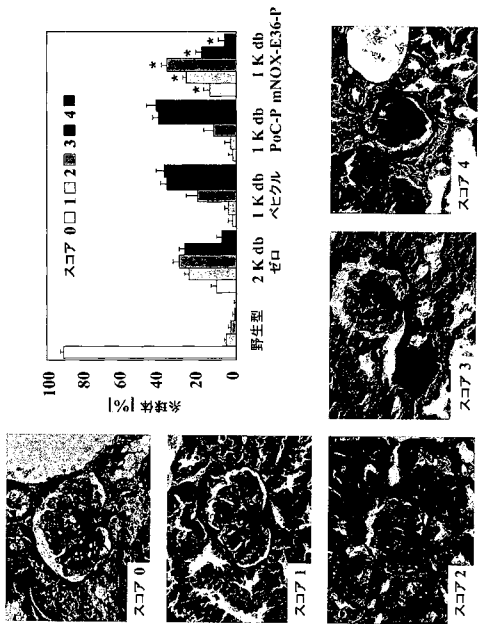 スコア 0 1 2 3 4
糸球体 [%]
100
80
60
40
20
0
野生型
2 K db
ゼロ
1 K db
ベヒクル
1 K db
PoC-P
1 K db
mNOX-E36-P
* * * * *
スコア 0
スコア 1
スコア 2
スコア 3
スコア 4